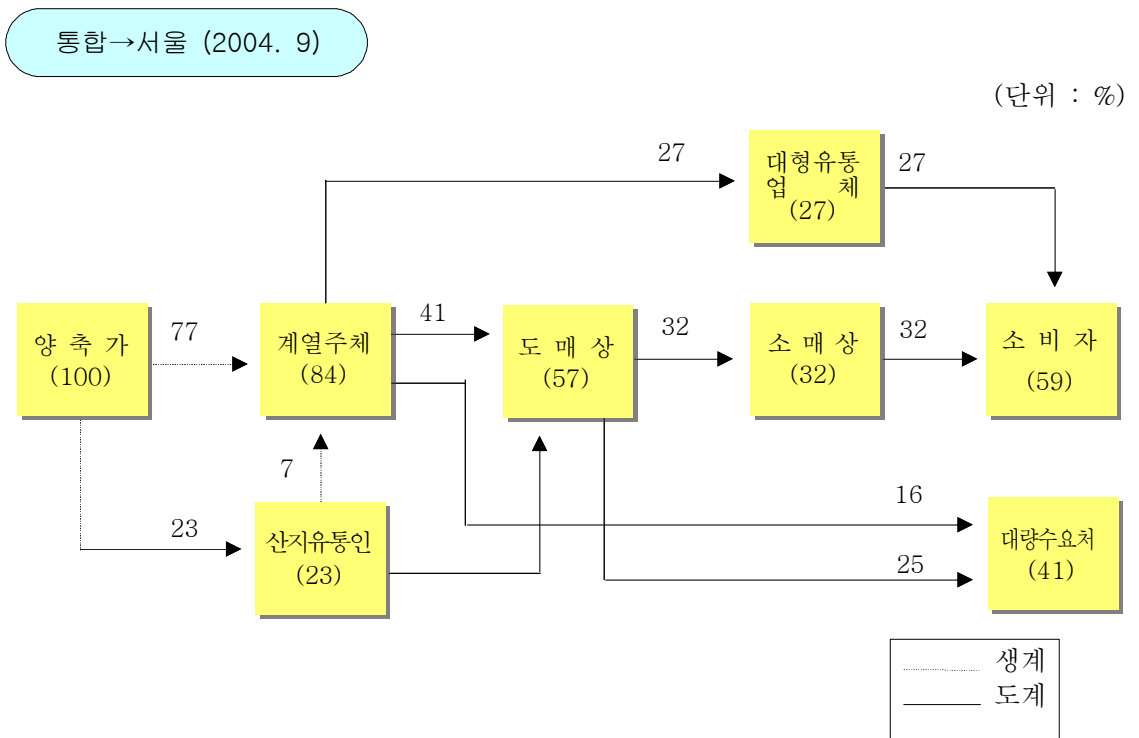 통합→서울 (2004. 9)
(단위 : %)
27
대형유통
업 체
(27)
27
양 축 가
(100)
77
계열주체
(84)
41
도 매 상
(57)
32
소 매 상
(32)
32
소 비 자
(59)
7
23
산지유통인
(23)
16
25
대량수요처
(41)
생계
도계